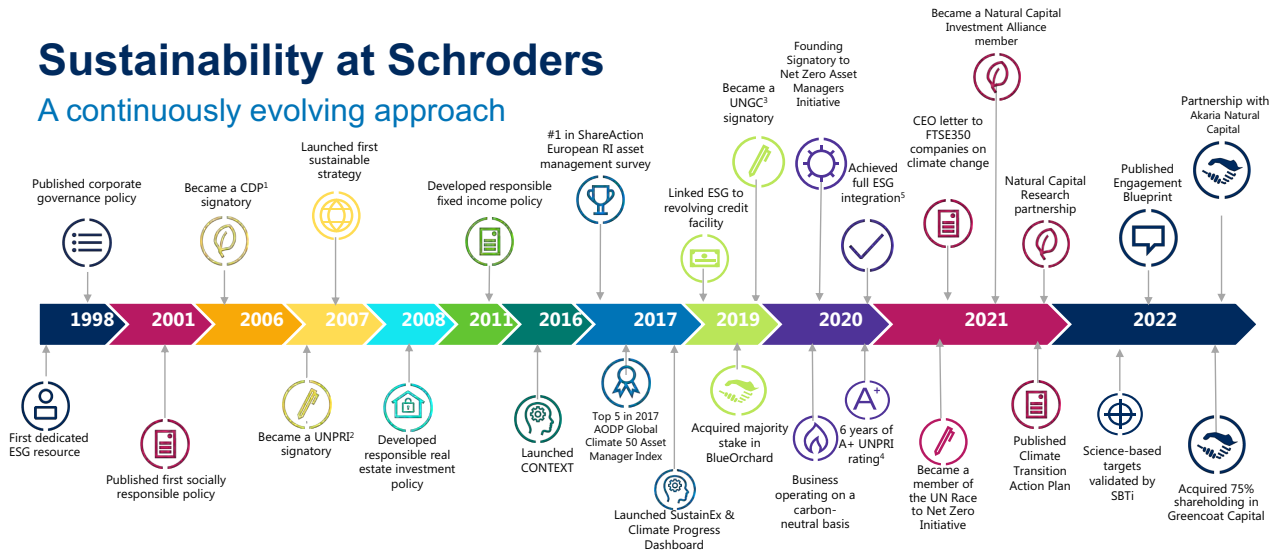 Sustainability at Schroders
A continuously evolving approach
Published corporate
governance policy
Became a CDP1
signatory
Launched first
sustainable
strategy
Developed responsible
fixed income policy
#1 in ShareAction
European RI asset
management survey
Linked ESG to
revolving credit
facility
Became a
UNGC3
signatory
Founding
Signatory to
Net Zero Asset
Managers
Initiative
Achieved
full ESG
integration5
CEO letter to
FTSE350
companies on
climate change
Became a Natural Capital
Investment Alliance
member
Natural Capital
Research
partnership
Published
Engagement
Blueprint
Partnership with
Akaria Natural
Capital
1998
2001
2006
2007
2008
2011
2016
2017
2019
2020
2021
2022
First dedicated
ESG resource
Published first socially
responsible policy
Became a UNPRI2
signatory
Developed
responsible real
estate investment
policy
Launched
CONTEXT
Top 5 in 2017
AODP Global
Climate 50 Asset
Manager Index
Launched SustainEx &
Climate Progress
Dashboard
Acquired majority
stake in
BlueOrchard
Business
operating on a
carbon-
neutral basis
A+
6 years of
A+ UNPRI
rating4
Became a
member of
the UN Race
to Net Zero
Initiative
Published
Climate
Transition
Action Plan
Science-based
targets
validated by
SBTi
Acquired 75%
shareholding in
Greencoat Capital